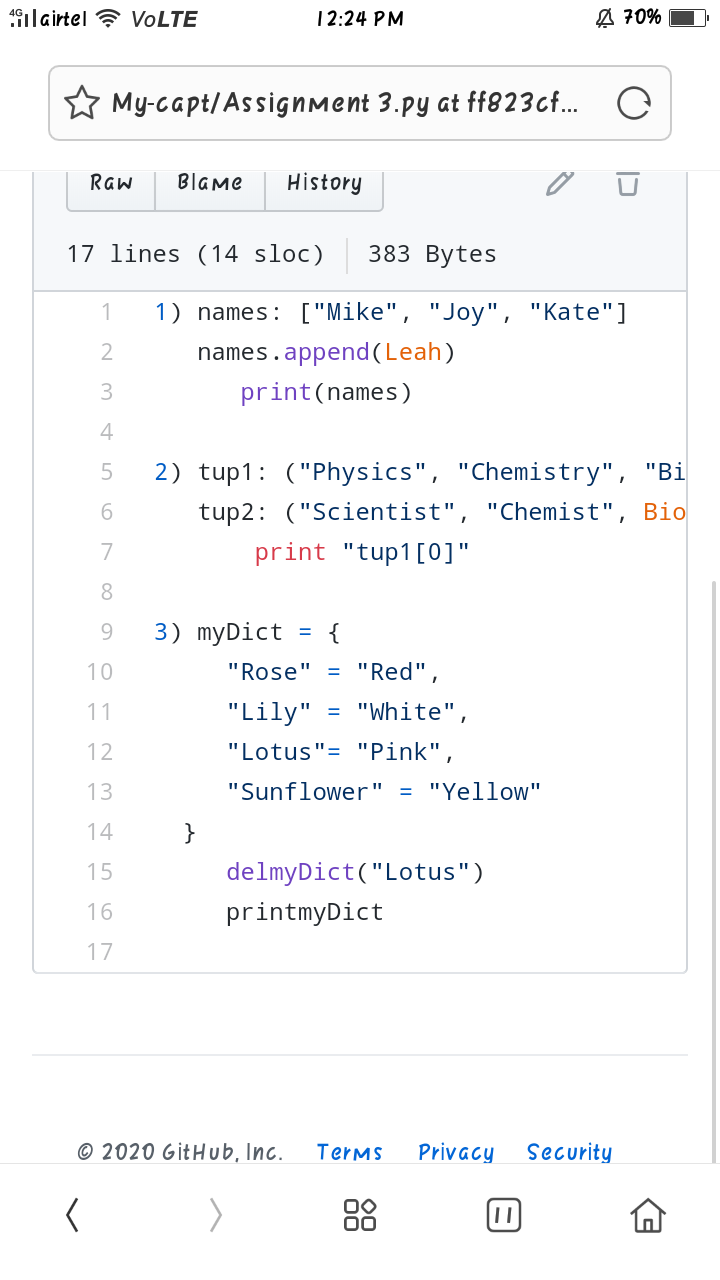 4G airtel VoLTE 12:24 PM 70%
My-capt/Assignment 3.py at ff823cf...
Raw Blame History
17 lines (14 sloc) 383 Bytes
1 1) names: ["Mike", "Joy", "Kate"]
2 names.append(Leah)
3 print(names)
4
5 2) tup1: ("Physics", "Chemistry", "Bi
6 tup2: ("Scientist", "Chemist", Bio
7 print "tup1[0]"
8
9 3) myDict = {
10 "Rose" = "Red",
11 "Lily" = "White",
12 "Lotus"= "Pink",
13 "Sunflower" = "Yellow"
14 }
15 delmyDict("Lotus")
16 printmyDict
17
© 2020 GitHub, Inc. Terms Privacy Security